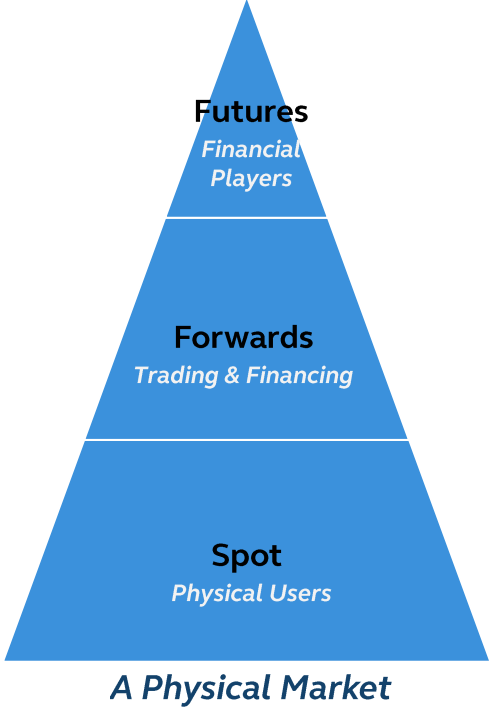 Futures
Financial
Players
Forwards
Trading & Financing
Spot
Physical Users
A Physical Market